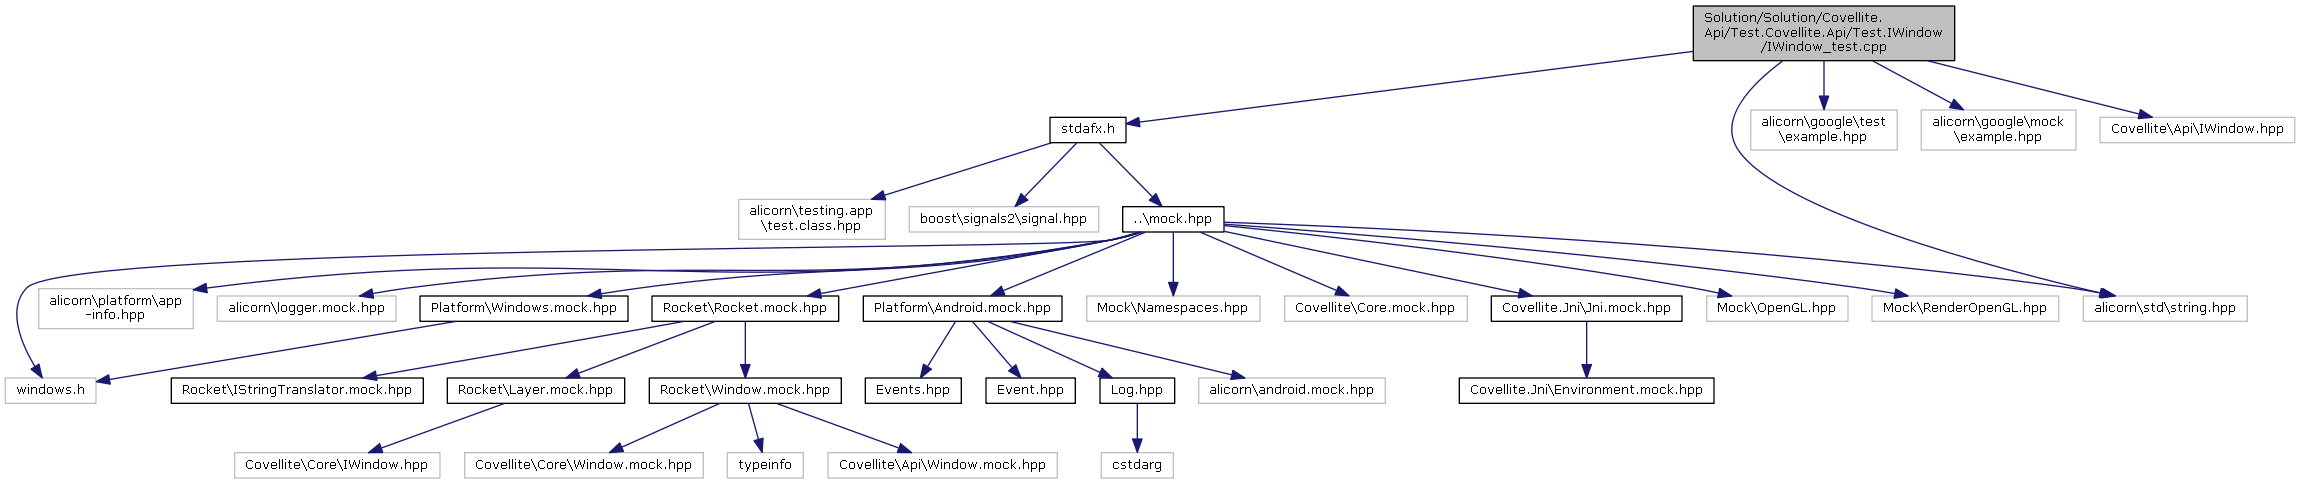 Solution/Solution/Covellite.
Api/Test.Covellite.Api/Test.IWindow
/IWindow_test.cpp
stdafx.h
alicorn\google\test
\example.hpp
alicorn\google\mock
\example.hpp
Covellite\Api\IWindow.hpp
alicorn\testing.app
\test.class.hpp
boost\signals2\signal.hpp
..\mock.hpp
alicorn\platform\app
-info.hpp
alicorn\logger.mock.hpp
Platform\Windows.mock.hpp
Rocket\Rocket.mock.hpp
Platform\Android.mock.hpp
Mock\Namespaces.hpp
Covellite\Core.mock.hpp
Covellite.Jni\Jni.mock.hpp
Mock\OpenGL.hpp
Mock\RenderOpenGL.hpp
alicorn\std\string.hpp
windows.h
Rocket\IStringTranslator.mock.hpp
Rocket\Layer.mock.hpp
Rocket\Window.mock.hpp
Events.hpp
Event.hpp
Log.hpp
alicorn\android.mock.hpp
Covellite.Jni\Environment.mock.hpp
Covellite\Core\IWindow.hpp
Covellite\Core\Window.mock.hpp
typeinfo
Covellite\Api\Window.mock.hpp
cstdarg